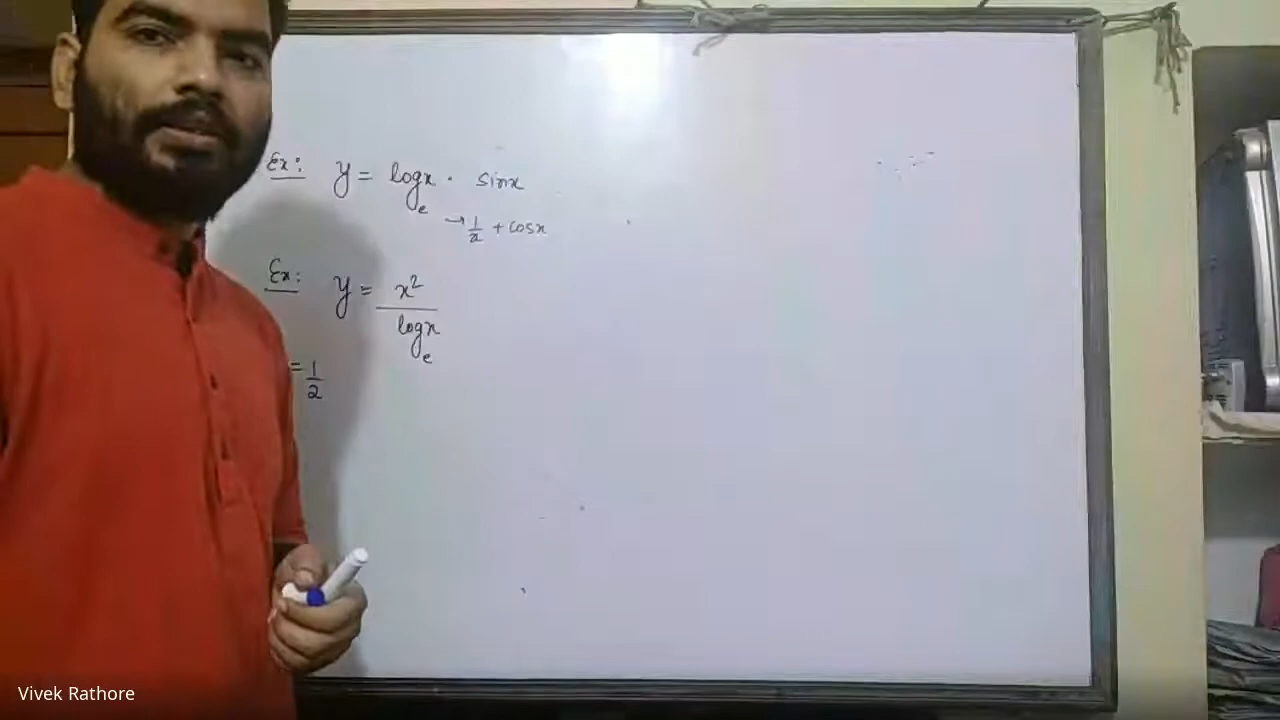 Ex: y = logₑx · sinx
→ 1/x + cosx
Ex: y = x² / logₑx
= 1/2
Vivek Rathore